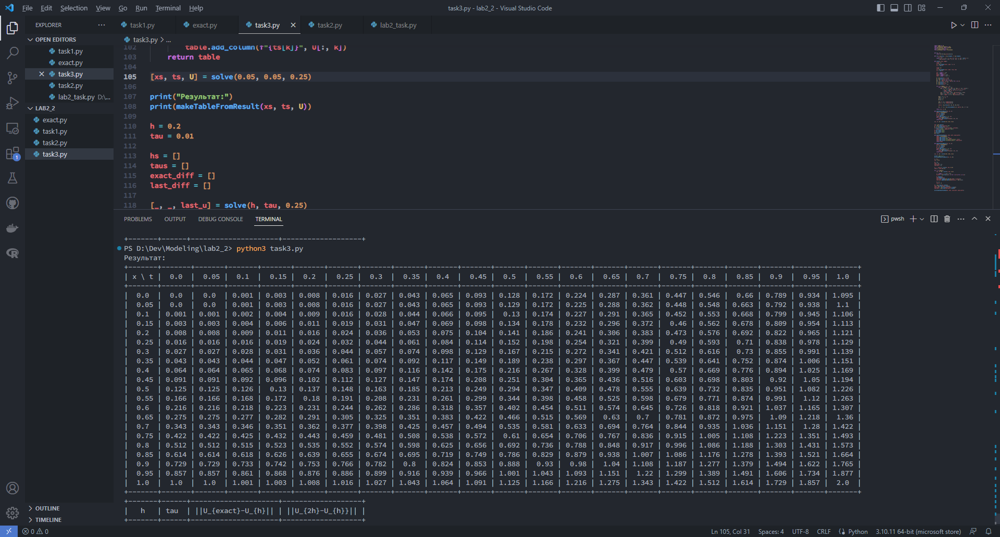 File Edit Selection View Go Run Terminal Help
task3.py - lab2_2 - Visual Studio Code
EXPLORER
task1.py exact.py task3.py task2.py lab2_task.py
OPEN EDITORS
task1.py
exact.py
task3.py
task2.py
lab2_task.py D:\...
LAB2_2
exact.py
task1.py
task2.py
task3.py
1
OUTLINE
TIMELINE
task3.py > ...
102 table.add_column(f"{ts[k]}", U[:, k])
103 return table
104
105 [xs, ts, U] = solve(0.05, 0.05, 0.25)
106
107 print("Результат:")
108 print(makeTableFromResult(xs, ts, U))
109
110 h = 0.2
111 tau = 0.01
112
113 hs = []
114 taus = []
115 exact_diff = []
116 last_diff = []
117
118 [_, _, last_u] = solve(h, tau, 0.25)
PROBLEMS OUTPUT DEBUG CONSOLE TERMINAL
pwsh
+-------+------+---------------------+-------------------+
PS D:\Dev\Modeling\lab2_2> python3 task3.py
Результат:
+-------+-------+-------+-------+-------+-------+-------+-------+-------+-------+-------+-------+-------+-------+-------+-------+-------+-------+-------+-------+-------+-------+
| x \ t | 0.0 | 0.05 | 0.1 | 0.15 | 0.2 | 0.25 | 0.3 | 0.35 | 0.4 | 0.45 | 0.5 | 0.55 | 0.6 | 0.65 | 0.7 | 0.75 | 0.8 | 0.85 | 0.9 | 0.95 | 1.0 |
+-------+-------+-------+-------+-------+-------+-------+-------+-------+-------+-------+-------+-------+-------+-------+-------+-------+-------+-------+-------+-------+-------+
| 0.0 | 0.0 | 0.0 | 0.001 | 0.003 | 0.008 | 0.016 | 0.027 | 0.043 | 0.065 | 0.093 | 0.128 | 0.172 | 0.224 | 0.287 | 0.361 | 0.447 | 0.546 | 0.66 | 0.789 | 0.934 | 1.095 |
| 0.05 | 0.0 | 0.0 | 0.001 | 0.003 | 0.008 | 0.016 | 0.027 | 0.043 | 0.065 | 0.093 | 0.129 | 0.172 | 0.225 | 0.288 | 0.362 | 0.448 | 0.548 | 0.663 | 0.792 | 0.938 | 1.1 |
| 0.1 | 0.001 | 0.001 | 0.002 | 0.004 | 0.009 | 0.016 | 0.028 | 0.044 | 0.066 | 0.095 | 0.13 | 0.174 | 0.227 | 0.291 | 0.365 | 0.452 | 0.553 | 0.668 | 0.799 | 0.945 | 1.106 |
| 0.15 | 0.003 | 0.003 | 0.004 | 0.006 | 0.011 | 0.019 | 0.031 | 0.047 | 0.069 | 0.098 | 0.134 | 0.178 | 0.232 | 0.296 | 0.372 | 0.46 | 0.562 | 0.678 | 0.809 | 0.954 | 1.113 |
| 0.2 | 0.008 | 0.008 | 0.009 | 0.011 | 0.016 | 0.024 | 0.036 | 0.053 | 0.075 | 0.104 | 0.141 | 0.186 | 0.241 | 0.306 | 0.383 | 0.473 | 0.576 | 0.692 | 0.822 | 0.965 | 1.121 |
| 0.25 | 0.016 | 0.016 | 0.016 | 0.019 | 0.024 | 0.032 | 0.044 | 0.061 | 0.084 | 0.114 | 0.152 | 0.198 | 0.254 | 0.321 | 0.399 | 0.49 | 0.593 | 0.71 | 0.838 | 0.978 | 1.129 |
| 0.3 | 0.027 | 0.027 | 0.028 | 0.031 | 0.036 | 0.044 | 0.057 | 0.074 | 0.098 | 0.129 | 0.167 | 0.215 | 0.272 | 0.341 | 0.421 | 0.512 | 0.616 | 0.73 | 0.855 | 0.991 | 1.139 |
| 0.35 | 0.043 | 0.043 | 0.044 | 0.047 | 0.052 | 0.061 | 0.074 | 0.092 | 0.117 | 0.149 | 0.189 | 0.238 | 0.297 | 0.367 | 0.447 | 0.539 | 0.641 | 0.752 | 0.874 | 1.006 | 1.151 |
| 0.4 | 0.064 | 0.064 | 0.065 | 0.068 | 0.074 | 0.083 | 0.097 | 0.116 | 0.142 | 0.175 | 0.216 | 0.267 | 0.328 | 0.399 | 0.479 | 0.57 | 0.669 | 0.776 | 0.894 | 1.025 | 1.169 |
| 0.45 | 0.091 | 0.091 | 0.092 | 0.096 | 0.102 | 0.112 | 0.127 | 0.147 | 0.174 | 0.208 | 0.251 | 0.304 | 0.365 | 0.436 | 0.516 | 0.603 | 0.698 | 0.803 | 0.92 | 1.05 | 1.194 |
| 0.5 | 0.125 | 0.125 | 0.126 | 0.13 | 0.137 | 0.148 | 0.163 | 0.185 | 0.213 | 0.249 | 0.294 | 0.347 | 0.409 | 0.478 | 0.555 | 0.639 | 0.732 | 0.835 | 0.951 | 1.082 | 1.226 |
| 0.55 | 0.166 | 0.166 | 0.168 | 0.172 | 0.18 | 0.191 | 0.208 | 0.231 | 0.261 | 0.299 | 0.344 | 0.398 | 0.458 | 0.525 | 0.598 | 0.679 | 0.771 | 0.874 | 0.991 | 1.12 | 1.263 |
| 0.6 | 0.216 | 0.216 | 0.218 | 0.223 | 0.231 | 0.244 | 0.262 | 0.286 | 0.318 | 0.357 | 0.402 | 0.454 | 0.511 | 0.574 | 0.645 | 0.726 | 0.818 | 0.921 | 1.037 | 1.165 | 1.307 |
| 0.65 | 0.275 | 0.275 | 0.277 | 0.282 | 0.291 | 0.305 | 0.325 | 0.351 | 0.383 | 0.422 | 0.466 | 0.515 | 0.569 | 0.63 | 0.7 | 0.781 | 0.872 | 0.975 | 1.09 | 1.218 | 1.36 |
| 0.7 | 0.343 | 0.343 | 0.346 | 0.351 | 0.362 | 0.377 | 0.398 | 0.425 | 0.457 | 0.494 | 0.535 | 0.581 | 0.633 | 0.694 | 0.764 | 0.844 | 0.935 | 1.036 | 1.151 | 1.28 | 1.422 |
| 0.75 | 0.422 | 0.422 | 0.425 | 0.432 | 0.443 | 0.459 | 0.481 | 0.508 | 0.538 | 0.572 | 0.61 | 0.654 | 0.706 | 0.767 | 0.836 | 0.915 | 1.005 | 1.108 | 1.223 | 1.351 | 1.493 |
| 0.8 | 0.512 | 0.512 | 0.515 | 0.523 | 0.535 | 0.552 | 0.574 | 0.598 | 0.625 | 0.656 | 0.692 | 0.736 | 0.788 | 0.848 | 0.917 | 0.996 | 1.086 | 1.188 | 1.303 | 1.431 | 1.573 |
| 0.85 | 0.614 | 0.614 | 0.618 | 0.626 | 0.639 | 0.655 | 0.674 | 0.695 | 0.719 | 0.749 | 0.786 | 0.829 | 0.879 | 0.938 | 1.007 | 1.086 | 1.176 | 1.278 | 1.393 | 1.521 | 1.664 |
| 0.9 | 0.729 | 0.729 | 0.733 | 0.742 | 0.753 | 0.766 | 0.782 | 0.8 | 0.824 | 0.853 | 0.888 | 0.93 | 0.98 | 1.04 | 1.108 | 1.187 | 1.277 | 1.379 | 1.494 | 1.622 | 1.765 |
| 0.95 | 0.857 | 0.857 | 0.861 | 0.868 | 0.876 | 0.886 | 0.899 | 0.916 | 0.939 | 0.966 | 1.001 | 1.043 | 1.093 | 1.151 | 1.22 | 1.299 | 1.389 | 1.491 | 1.606 | 1.734 | 1.877 |
| 1.0 | 1.0 | 1.0 | 1.001 | 1.003 | 1.008 | 1.016 | 1.027 | 1.043 | 1.064 | 1.091 | 1.125 | 1.166 | 1.216 | 1.275 | 1.343 | 1.422 | 1.512 | 1.614 | 1.729 | 1.857 | 2.0 |
+-------+-------+-------+-------+-------+-------+-------+-------+-------+-------+-------+-------+-------+-------+-------+-------+-------+-------+-------+-------+-------+-------+
+-------+------+---------------------+-------------------+
| h | tau | ||U_{exact}-U_{h}|| | ||U_{2h}-U_{h}}|| |
+-------+------+---------------------+-------------------+
0 0
Ln 105, Col 31 Spaces: 4 UTF-8 CRLF Python 3.10.11 64-bit (microsoft store)